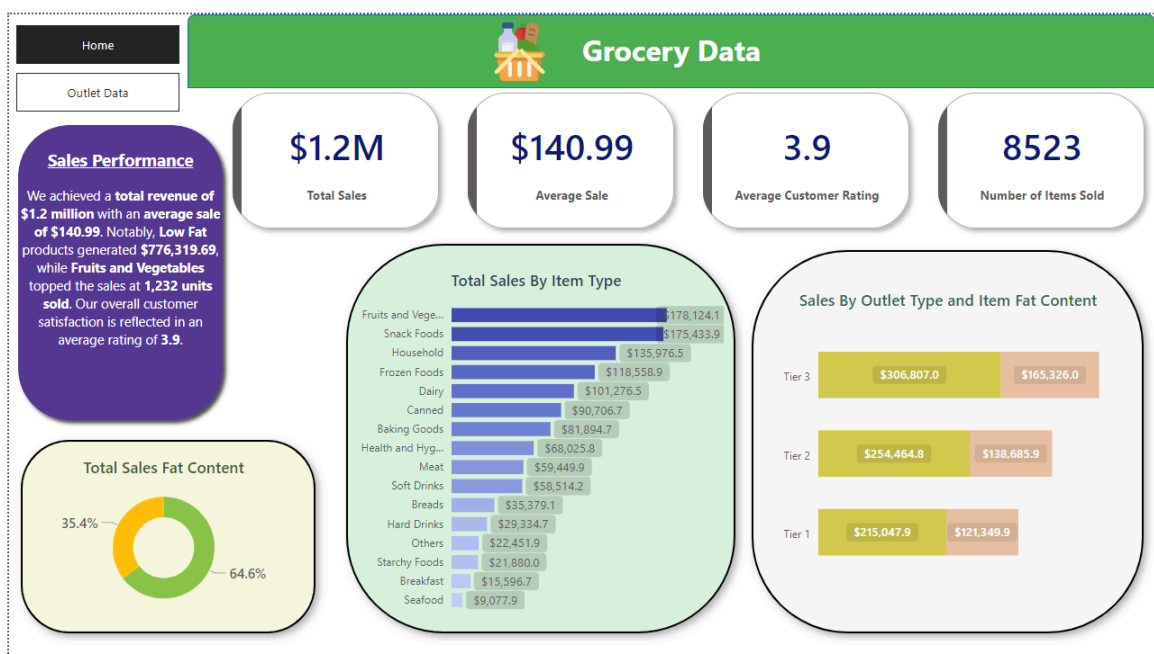 Home
Outlet Data
Grocery Data
$1.2M
Total Sales
$140.99
Average Sale
3.9
Average Customer Rating
8523
Number of Items Sold
Sales Performance
We achieved a total revenue of
$1.2 million with an average sale
of $140.99. Notably, Low Fat
products generated $776,319.69,
while Fruits and Vegetables
topped the sales at 1,232 units
sold. Our overall customer
satisfaction is reflected in an
average rating of 3.9.
Total Sales Fat Content
35.4%
64.6%
Total Sales By Item Type
Fruits and Vege... $178,124.1
Snack Foods $175,433.9
Household $135,976.5
Frozen Foods $118,558.9
Dairy $101,276.5
Canned $90,706.7
Baking Goods $81,894.7
Health and Hyg... $68,025.8
Meat $59,449.9
Soft Drinks $58,514.2
Breads $35,379.1
Hard Drinks $29,334.7
Others $22,451.9
Starchy Foods $21,880.0
Breakfast $15,596.7
Seafood $9,077.9
Sales By Outlet Type and Item Fat Content
Tier 3 $306,807.0 $165,326.0
Tier 2 $254,464.8 $138,685.9
Tier 1 $215,047.9 $121,349.9